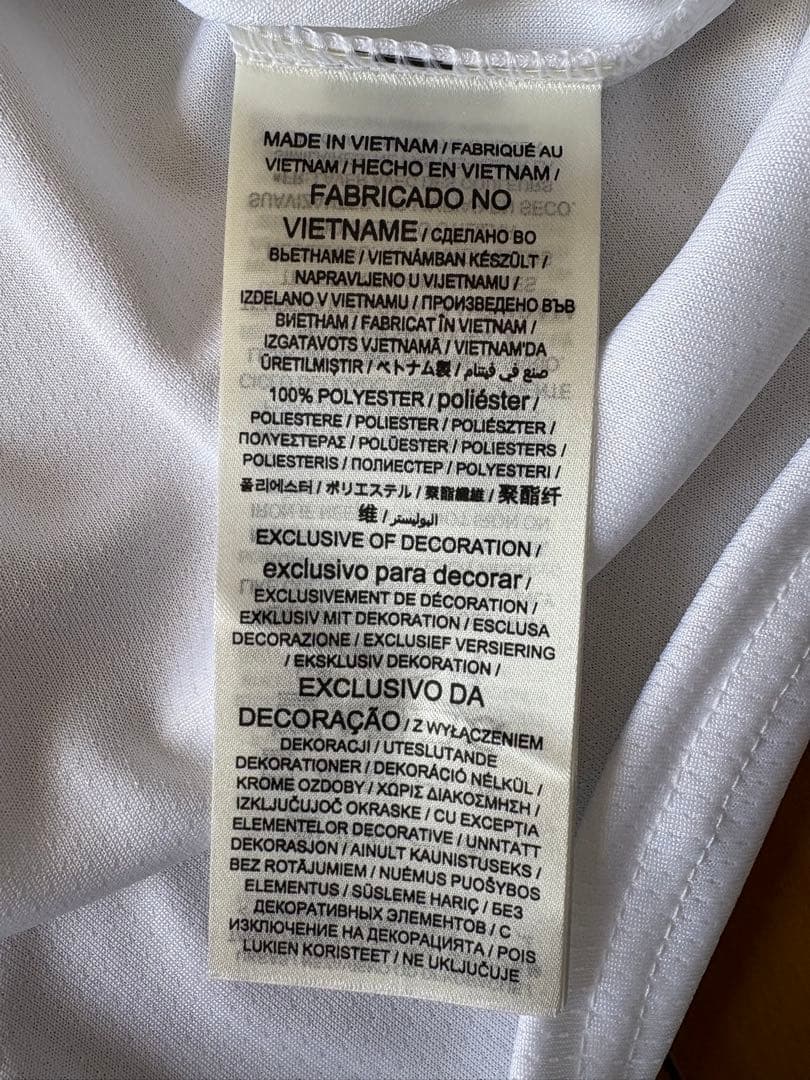 MADE IN VIETNAM / FABRIQUÉ AU
VIETNAM / HECHO EN VIETNAM /
FABRICADO NO
VIETNAME / СДЕЛАНО ВО
ВЬЕТНАМЕ / VIETNÁMBAN KÉSZÜLT /
NAPRAVLJENO U VIJETNAMU /
IZDELANO V VIETNAMU / ПРОИЗВЕДЕНО ВЪВ
ВИЕТНАМ / FABRICAT ÎN VIETNAM /
IZGATAVOTS VJETNAMĀ / VIETNAM'DA
ÜRETILMIŞTIR / ベトナム製 / صنع في فيتنام /
100% POLYESTER / poliéster /
POLIESTERE / POLIESTER / POLIÉSZTER /
ΠΟΛΥΕΣΤΕΡΑΣ / POLÜESTER / POLIESTERS /
POLIESTERIS / ПОЛИЕСТЕР / POLYESTERI /
폴리에스터 / ポリエステル / 聚酯纖維 / 聚酯纤
维 / البوليستر
EXCLUSIVE OF DECORATION /
exclusivo para decorar /
EXCLUSIVEMENT DE DÉCORATION /
EXKLUSIV MIT DEKORATION / ESCLUSA
DECORAZIONE / EXCLUSIEF VERSIERING
/ EKSKLUSIV DEKORATION /
EXCLUSIVO DA
DECORAÇÃO / Z WYŁĄCZENIEM
DEKORACJI / UTESLUTANDE
DEKORATIONER / DEKORÁCIÓ NÉLKÜL /
KROME OZDOBY / ΧΩΡΙΣ ΔΙΑΚΟΣΜΗΣΗ /
IZKLJUČUJOČ OKRASKE / CU EXCEPȚIA
ELEMENTELOR DECORATIVE / UNNTATT
DEKORASJON / AINULT KAUNISTUSEKS /
BEZ ROTĀJUMIEM / NUĖMUS PUOŠYBOS
ELEMENTUS / SÜSLEME HARIÇ / БЕЗ
ДЕКОРАТИВНЫХ ЭЛЕМЕНТОВ / С
ИЗКЛЮЧЕНИЕ НА ДЕКОРАЦИЯТА / POIS
LUKIEN KORISTEET / NE UKLJUČUJE